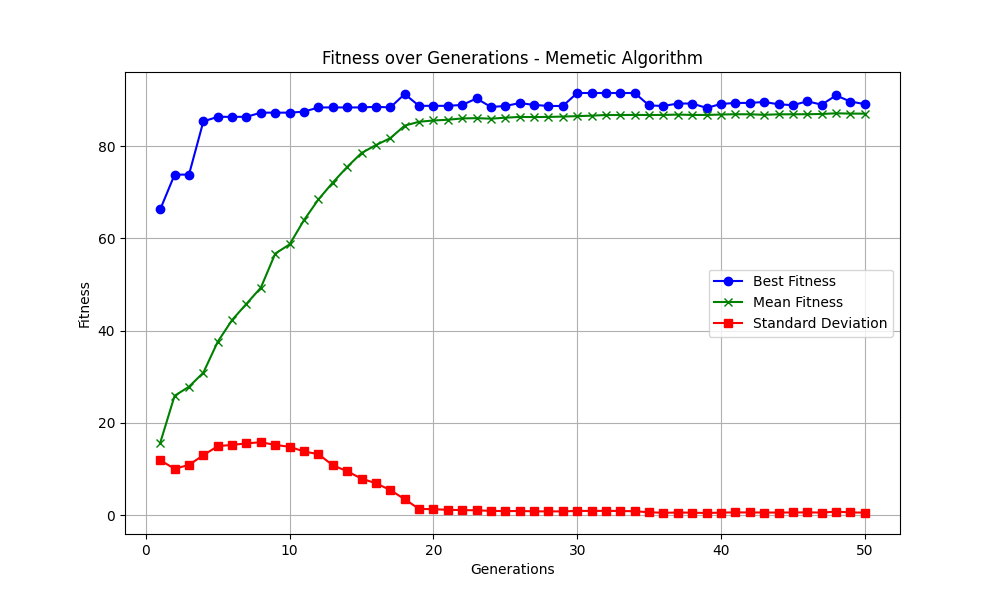 Fitness over Generations - Memetic Algorithm
Fitness
80
60
40
20
0
Best Fitness
Mean Fitness
Standard Deviation
0 10 20 30 40 50
Generations